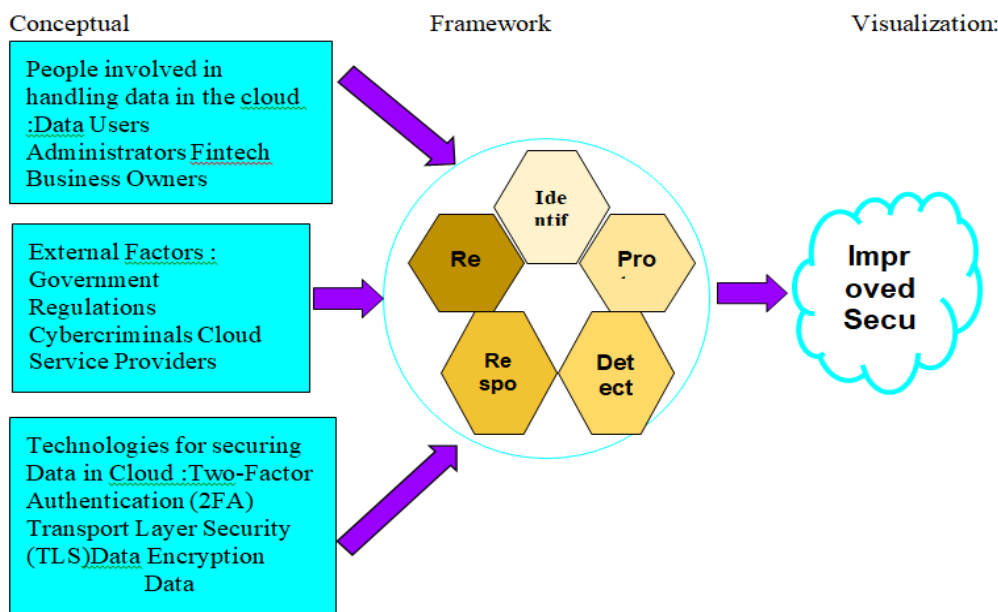 Conceptual Framework Visualization:
People involved in
handling data in the cloud
:Data Users
Administrators Fintech
Business Owners
External Factors :
Government
Regulations
Cybercriminals Cloud
Service Providers
Technologies for securing
Data in Cloud :Two-Factor
Authentication (2FA)
Transport Layer Security
(TLS)Data Encryption
Data
Ide
ntif
Re
Pro
Re
spo
Det
ect
Impr
oved
Secu